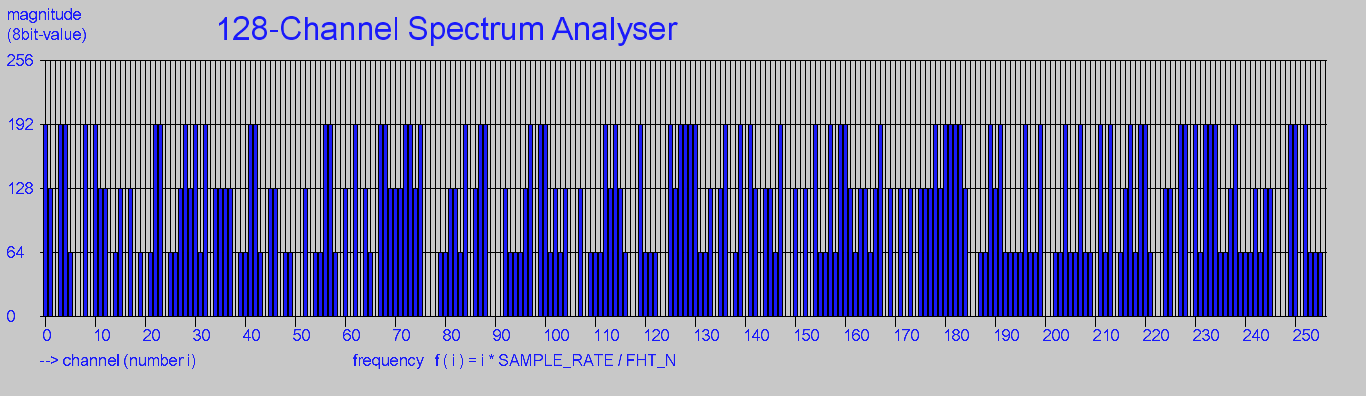 magnitude
(8bit-value)
128-Channel Spectrum Analyser
256
192
128
64
0
0 10 20 30 40 50 60 70 80 90 100 110 120 130 140 150 160 170 180 190 200 210 220 230 240 250
--> channel (number i) frequency f ( i ) = i * SAMPLE_RATE / FHT_N